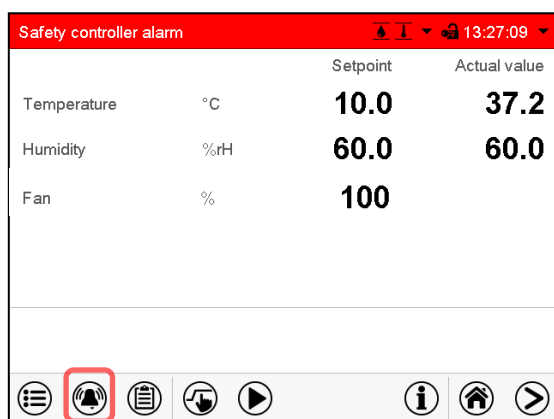 Safety controller alarm 13:27:09
Setpoint Actual value
Temperature °C 10.0 37.2
Humidity %rH 60.0 60.0
Fan % 100